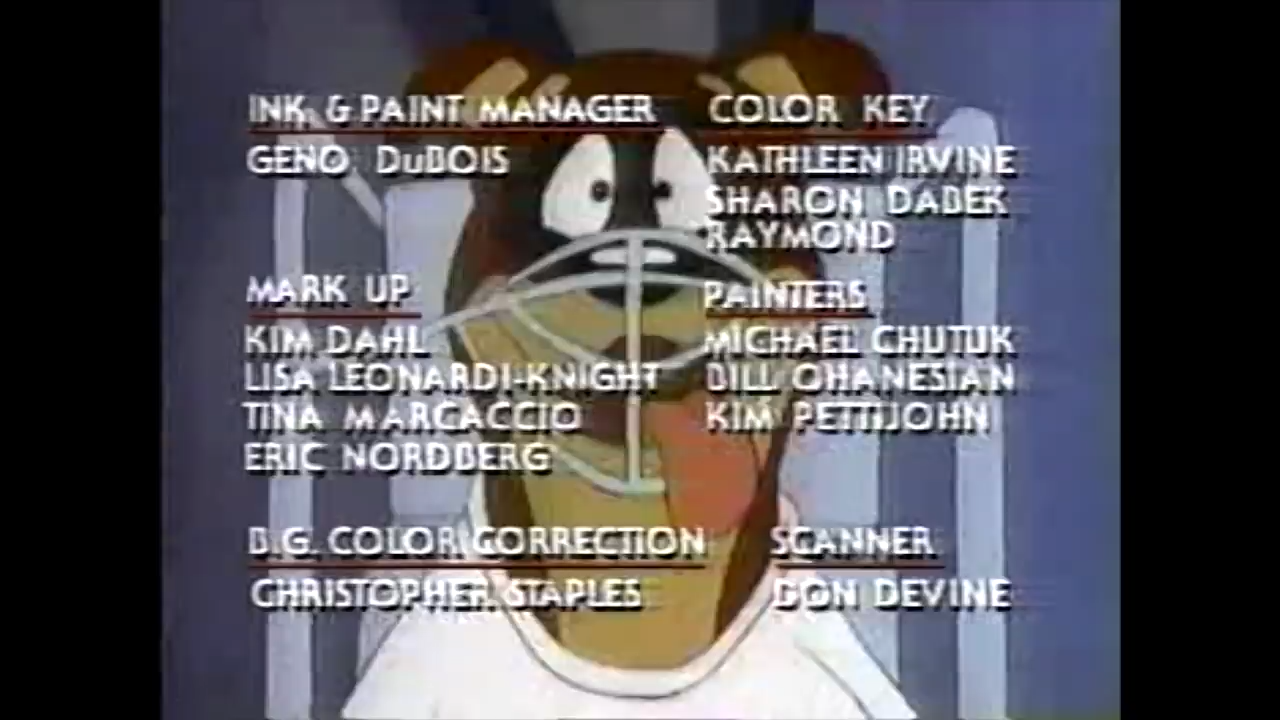 INK & PAINT MANAGER
GENO DuBOIS
COLOR KEY
KATHLEEN IRVINE
SHARON DABEK
RAYMOND
MARK UP
KIM DAHL
LISA LEONARDI-KNIGHT
TINA MARCACCIO
ERIC NORDBERG
PAINTERS
MICHAEL CHUTUK
BILL OHANESIAN
KIM PETTIJOHN
B.G. COLOR CORRECTION
CHRISTOPHER STAPLES
SCANNER
DON DEVINE